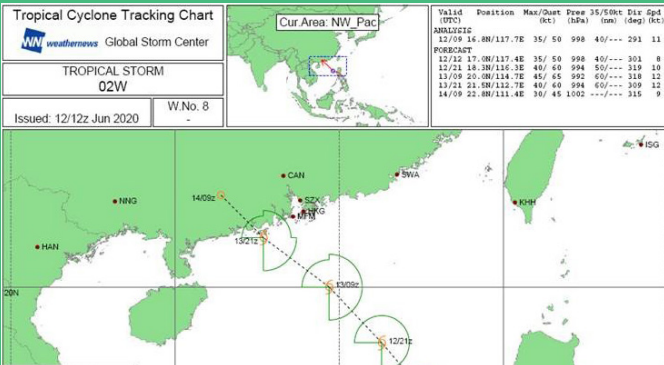 Tropical Cyclone Tracking Chart
WN weathernews Global Storm Center
TROPICAL STORM
02W
Issued: 12/12z Jun 2020
W.No. 8
-
Cur.Area: NW_Pac
Valid Position Max/Gust Pres 35/50kt Dir Spd
(UTC) (kt) (hPa) (nm) (deg) (kt)
ANALYSIS
12/09 16.8N/117.7E 35/ 50 998 40/--- 291 11
FORECAST
12/12 17.0N/117.4E 35/ 50 998 40/--- 301 8
12/21 18.3N/116.3E 40/ 60 994 50/--- 319 10
13/09 20.0N/114.7E 45/ 65 992 60/--- 318 12
13/21 21.5N/112.7E 40/ 60 994 60/--- 309 12
14/09 22.8N/111.4E 30/ 45 1002 ---/--- 315 9
ISG
CAN
SWA
14/09z
NNG
SZX
KHH
HKG
MFM
13/21z
HAN
13/09z
20N
12/21z